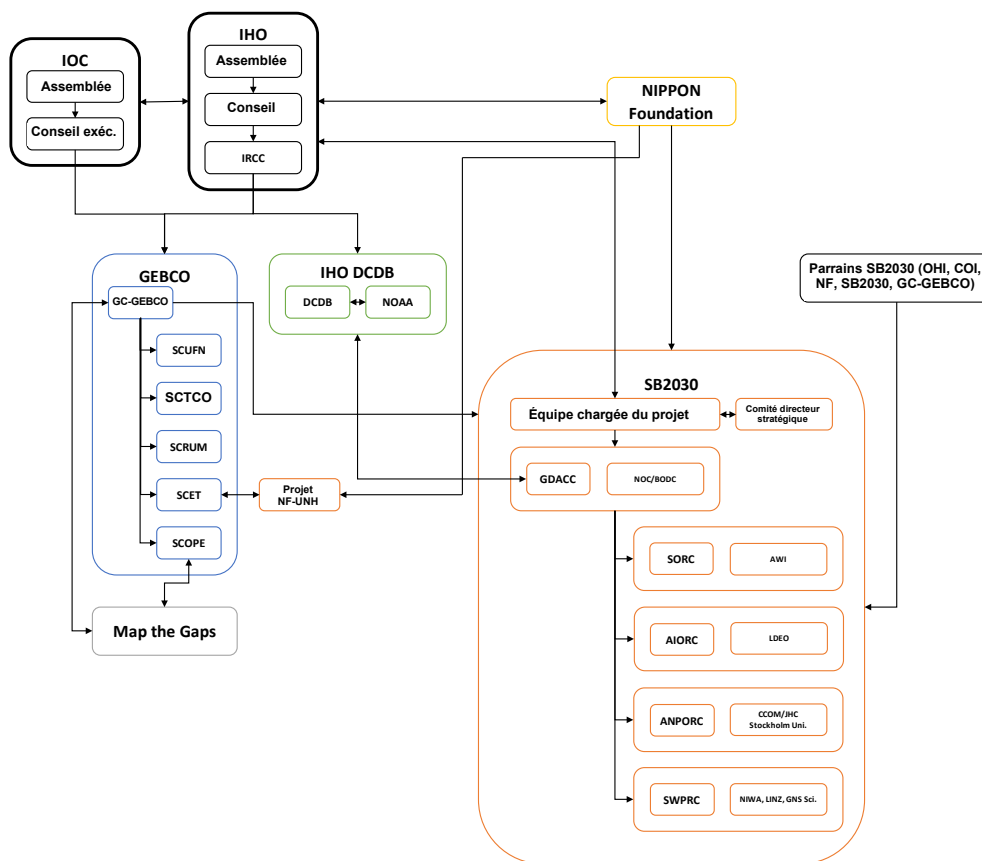 IOC
Assemblée
Conseil exéc.
IHO
Assemblée
Conseil
IRCC
NIPPON
Foundation
GEBCO
GC-GEBCO
SCUFN
SCTCO
SCRUM
SCET
SCOPE
Map the Gaps
IHO DCDB
DCDB
NOAA
Projet
NF-UNH
Parrains SB2030 (OHI, COI,
NF, SB2030, GC-GEBCO)
SB2030
Équipe chargée du projet
Comité directeur
stratégique
GDACC
NOC/BODC
SORC
AWI
AIORC
LDEO
ANPORC
CCOM/JHC
Stockholm Uni.
SWPRC
NIWA, LINZ, GNS Sci.